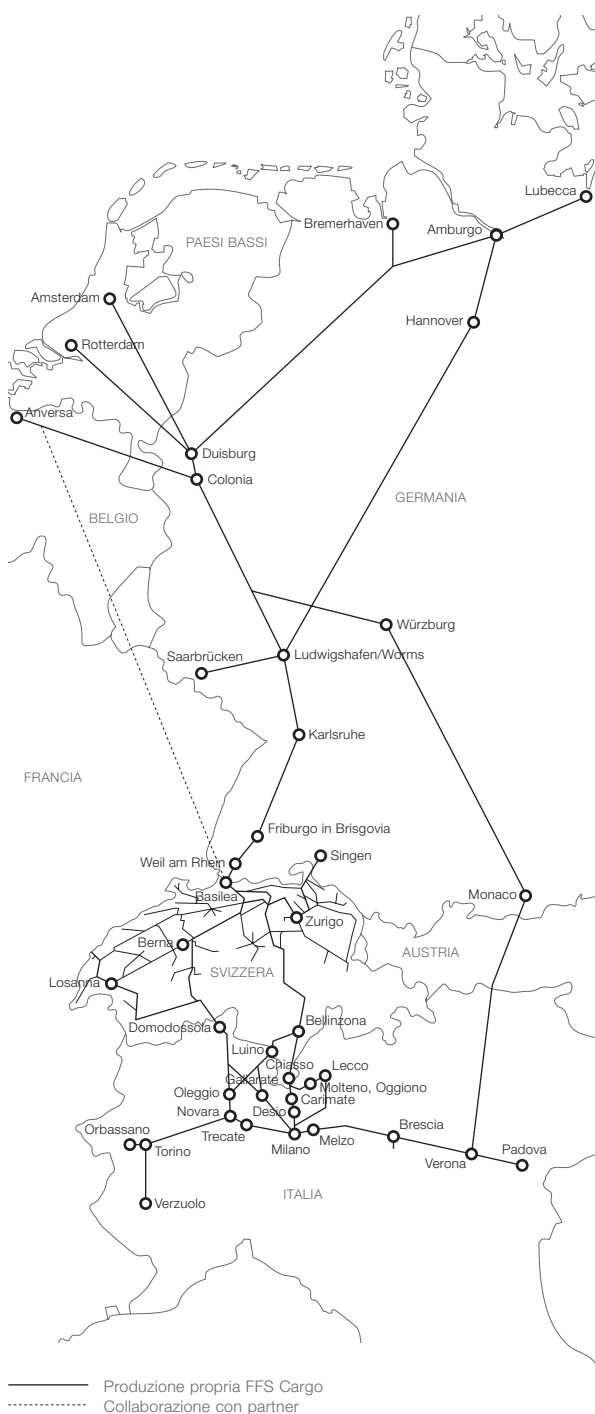 Lubecca
Bremerhaven
Amburgo
PAESI BASSI
Amsterdam
Hannover
Rotterdam
Anversa
Duisburg
Colonia
GERMANIA
BELGIO
Würzburg
Saarbrücken
Ludwigshafen/Worms
Karlsruhe
FRANCIA
Friburgo in Brisgovia
Weil am Rhein
Singen
Basilea
Monaco
Zurigo
Berna
AUSTRIA
SVIZZERA
Losanna
Domodossola
Bellinzona
Luino
Chiasso
Lecco
Gallarate
Molteno, Oggiono
Oleggio
Carimate
Novara
Desio
Trecate
Brescia
Orbassano
Torino
Milano
Melzo
Padova
Verona
ITALIA
Verzuolo
Produzione propria FFS Cargo
Collaborazione con partner